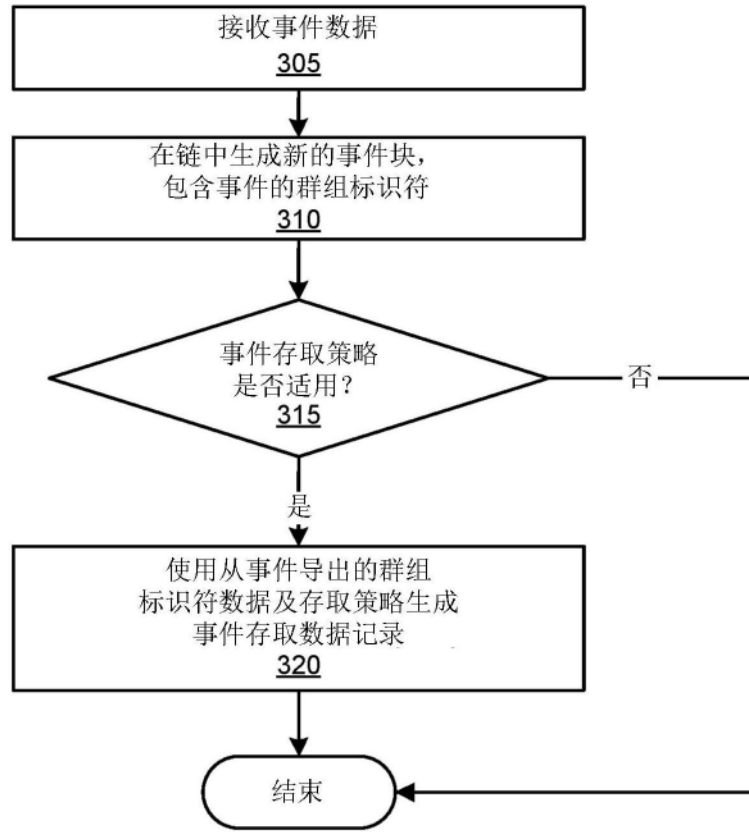 接收事件数据
305
在链中生成新的事件块，
包含事件的群组标识符
310
事件存取策略
是否适用？
315
否
是
使用从事件导出的群组
标识符数据及存取策略生成
事件存取数据记录
320
结束